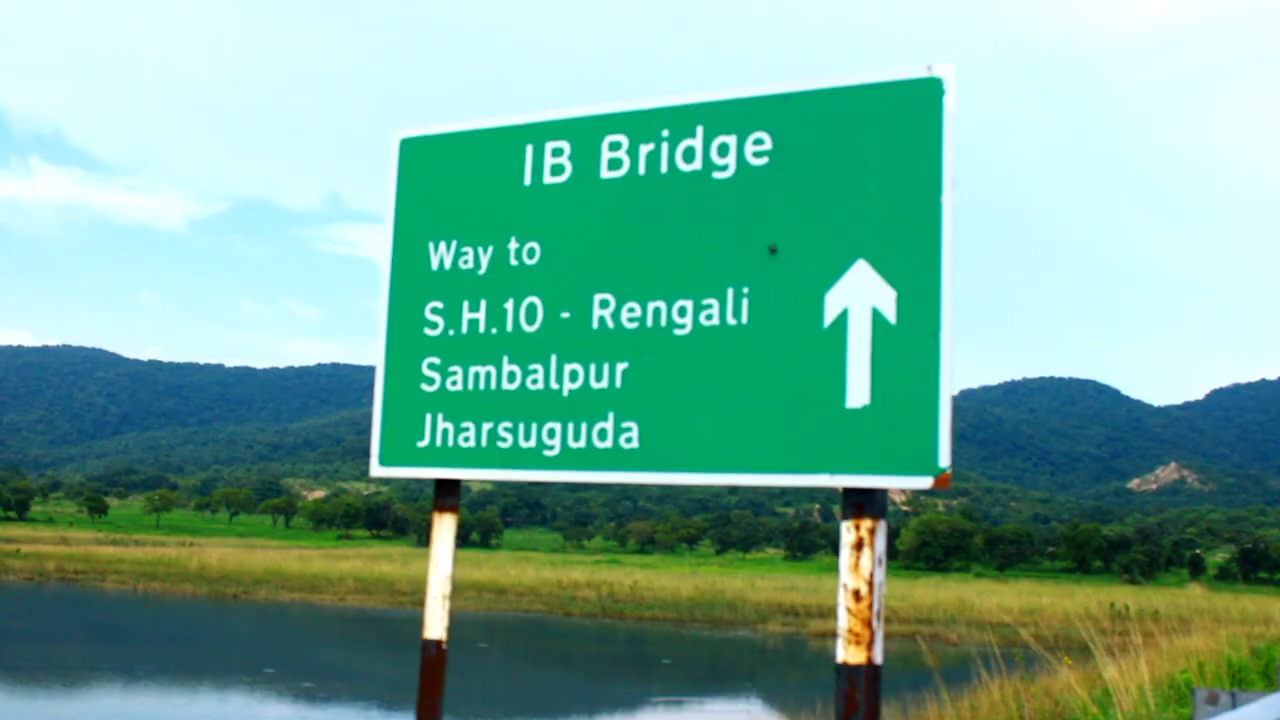 IB Bridge
Way to
S.H.10 - Rengali
Sambalpur
Jharsuguda